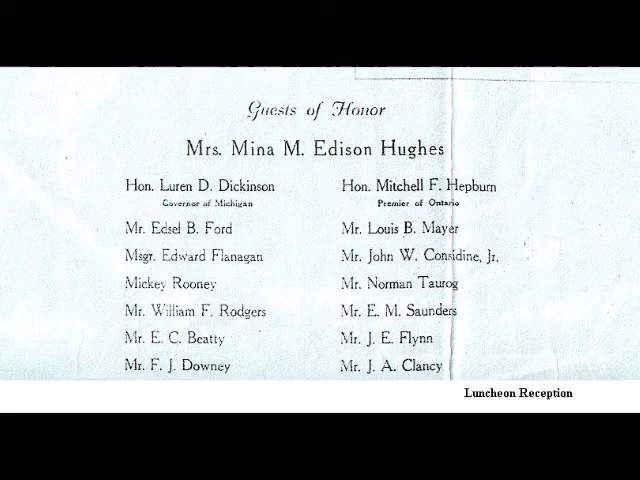 Guests of Honor
Mrs. Mina M. Edison Hughes
Hon. Luren D. Dickinson
Governor of Michigan
Mr. Edsel B. Ford
Msgr. Edward Flanagan
Mickey Rooney
Mr. William F. Rodgers
Mr. E. C. Beatty
Mr. F. J. Downey
Hon. Mitchell F. Hepburn
Premier of Ontario
Mr. Louis B. Mayer
Mr. John W. Considine, Jr.
Mr. Norman Taurog
Mr. E. M. Saunders
Mr. J. E. Flynn
Mr. J. A. Clancy
Luncheon Reception